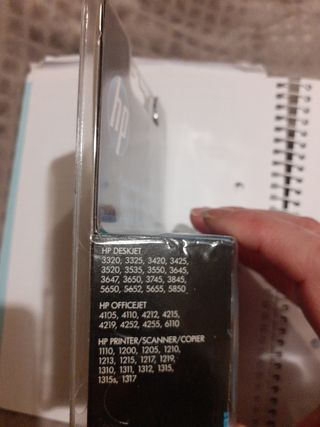 hp
HP DESKJET
3320, 3325, 3420, 3425,
3520, 3535, 3550, 3645,
3647, 3650, 3745, 3845,
5650, 5652, 5655, 5850
HP OFFICEJET
4105, 4110, 4212, 4215,
4219, 4252, 4255, 6110
HP PRINTER/SCANNER/COPIER
1110, 1200, 1205, 1210,
1213, 1215, 1217, 1219,
1310, 1311, 1312, 1315,
1315s, 1317